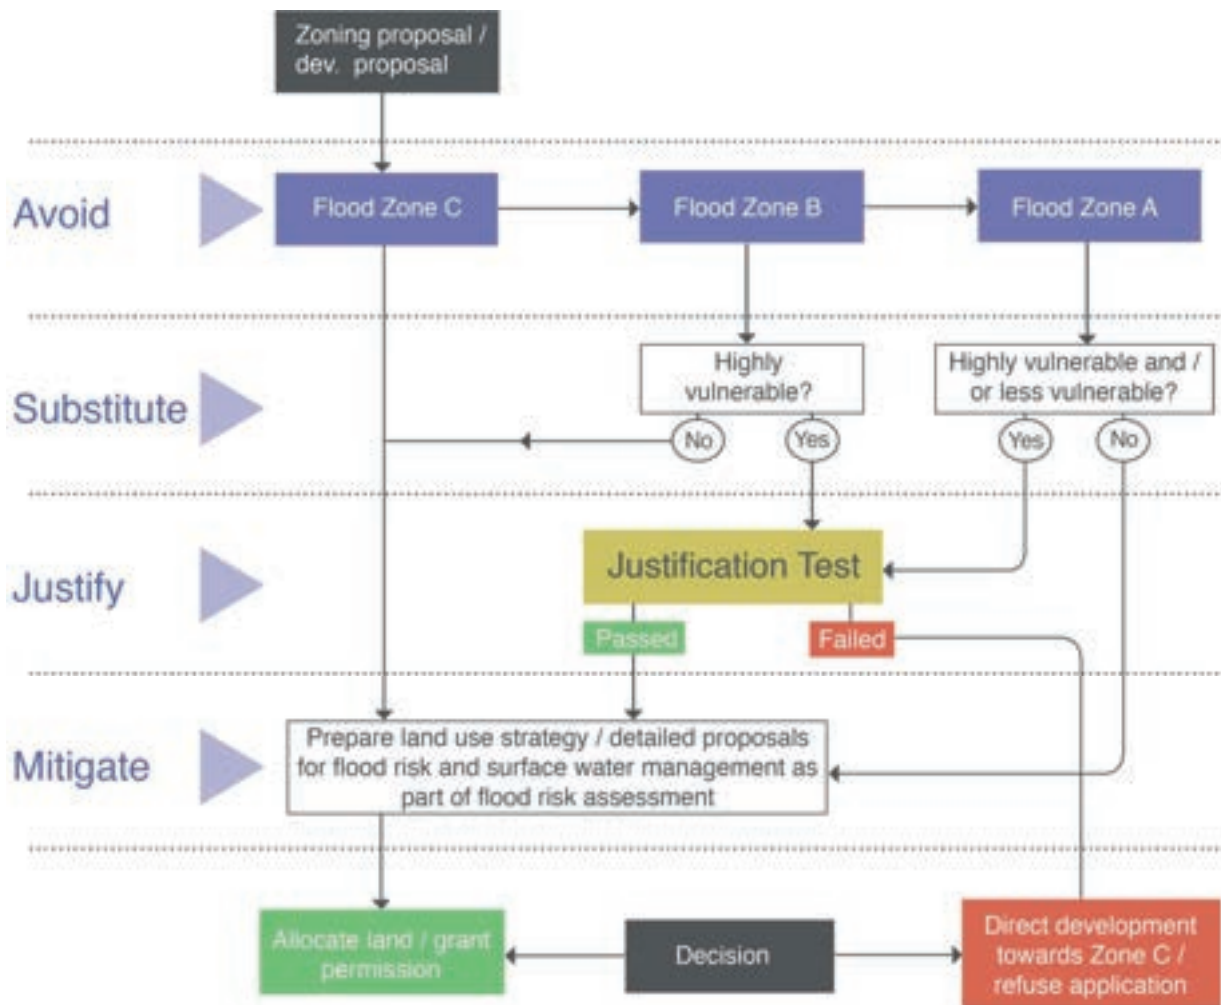 Zoning proposal /
dev. proposal
Avoid
Flood Zone C
Flood Zone B
Flood Zone A
Substitute
Highly
vulnerable?
Highly vulnerable and /
or less vulnerable?
No
Yes
Yes
No
Justify
Justification Test
Passed
Failed
Mitigate
Prepare land use strategy / detailed proposals
for flood risk and surface water management as
part of flood risk assessment
Allocate land / grant
permission
Decision
Direct development
towards Zone C /
refuse application